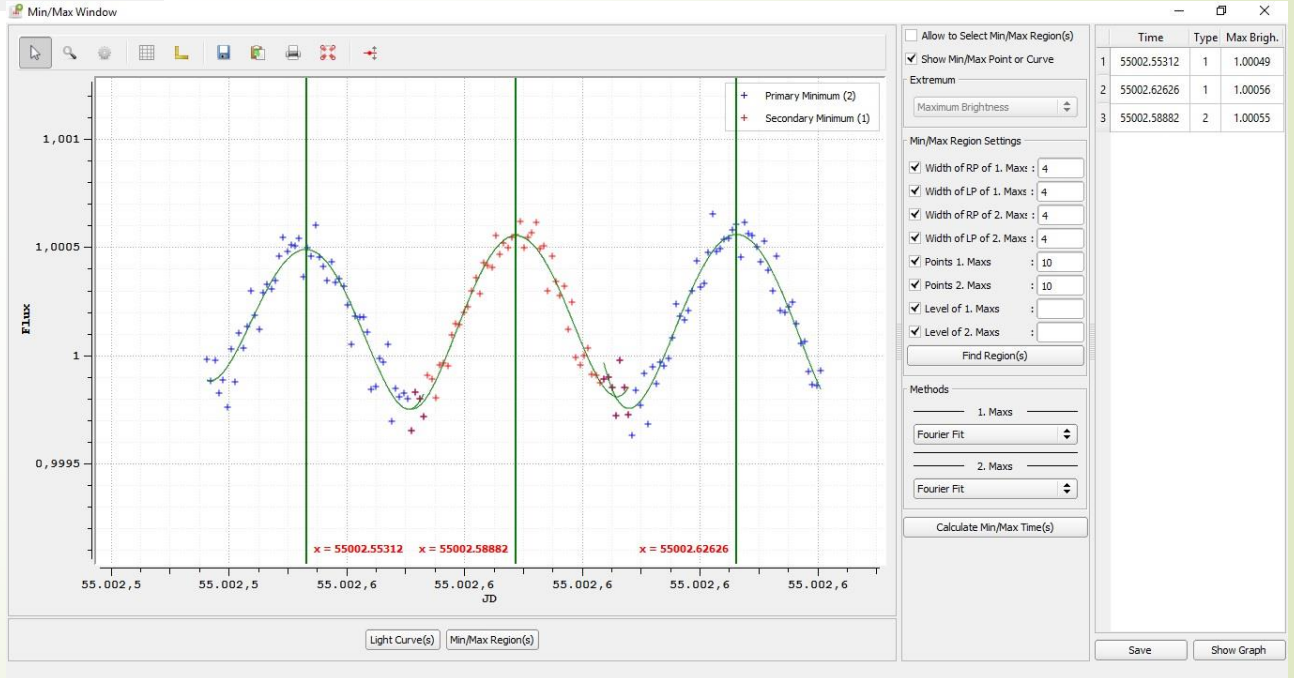 Min/Max Window
Primary Minimum (2)
Secondary Minimum (1)
1,001
1,0005
1
0,9995
Flux
x = 55002.55312
x = 55002.58882
x = 55002.62626
55.002,5
55.002,5
55.002,6
55.002,6
55.002,6
55.002,6
55.002,6
JD
Light Curve(s)
Min/Max Region(s)
Allow to Select Min/Max Region(s)
Show Min/Max Point or Curve
Extremum
Maximum Brightness
Min/Max Region Settings
Width of RP of 1. Maxs : 4
Width of LP of 1. Maxs : 4
Width of RP of 2. Maxs : 4
Width of LP of 2. Maxs : 4
Points 1. Maxs : 10
Points 2. Maxs : 10
Level of 1. Maxs :
Level of 2. Maxs :
Find Region(s)
Methods
1. Maxs
Fourier Fit
2. Maxs
Fourier Fit
Calculate Min/Max Time(s)
Time Type Max Brigh.
1 55002.55312 1 1.00049
2 55002.62626 1 1.00056
3 55002.58882 2 1.00055
Save
Show Graph